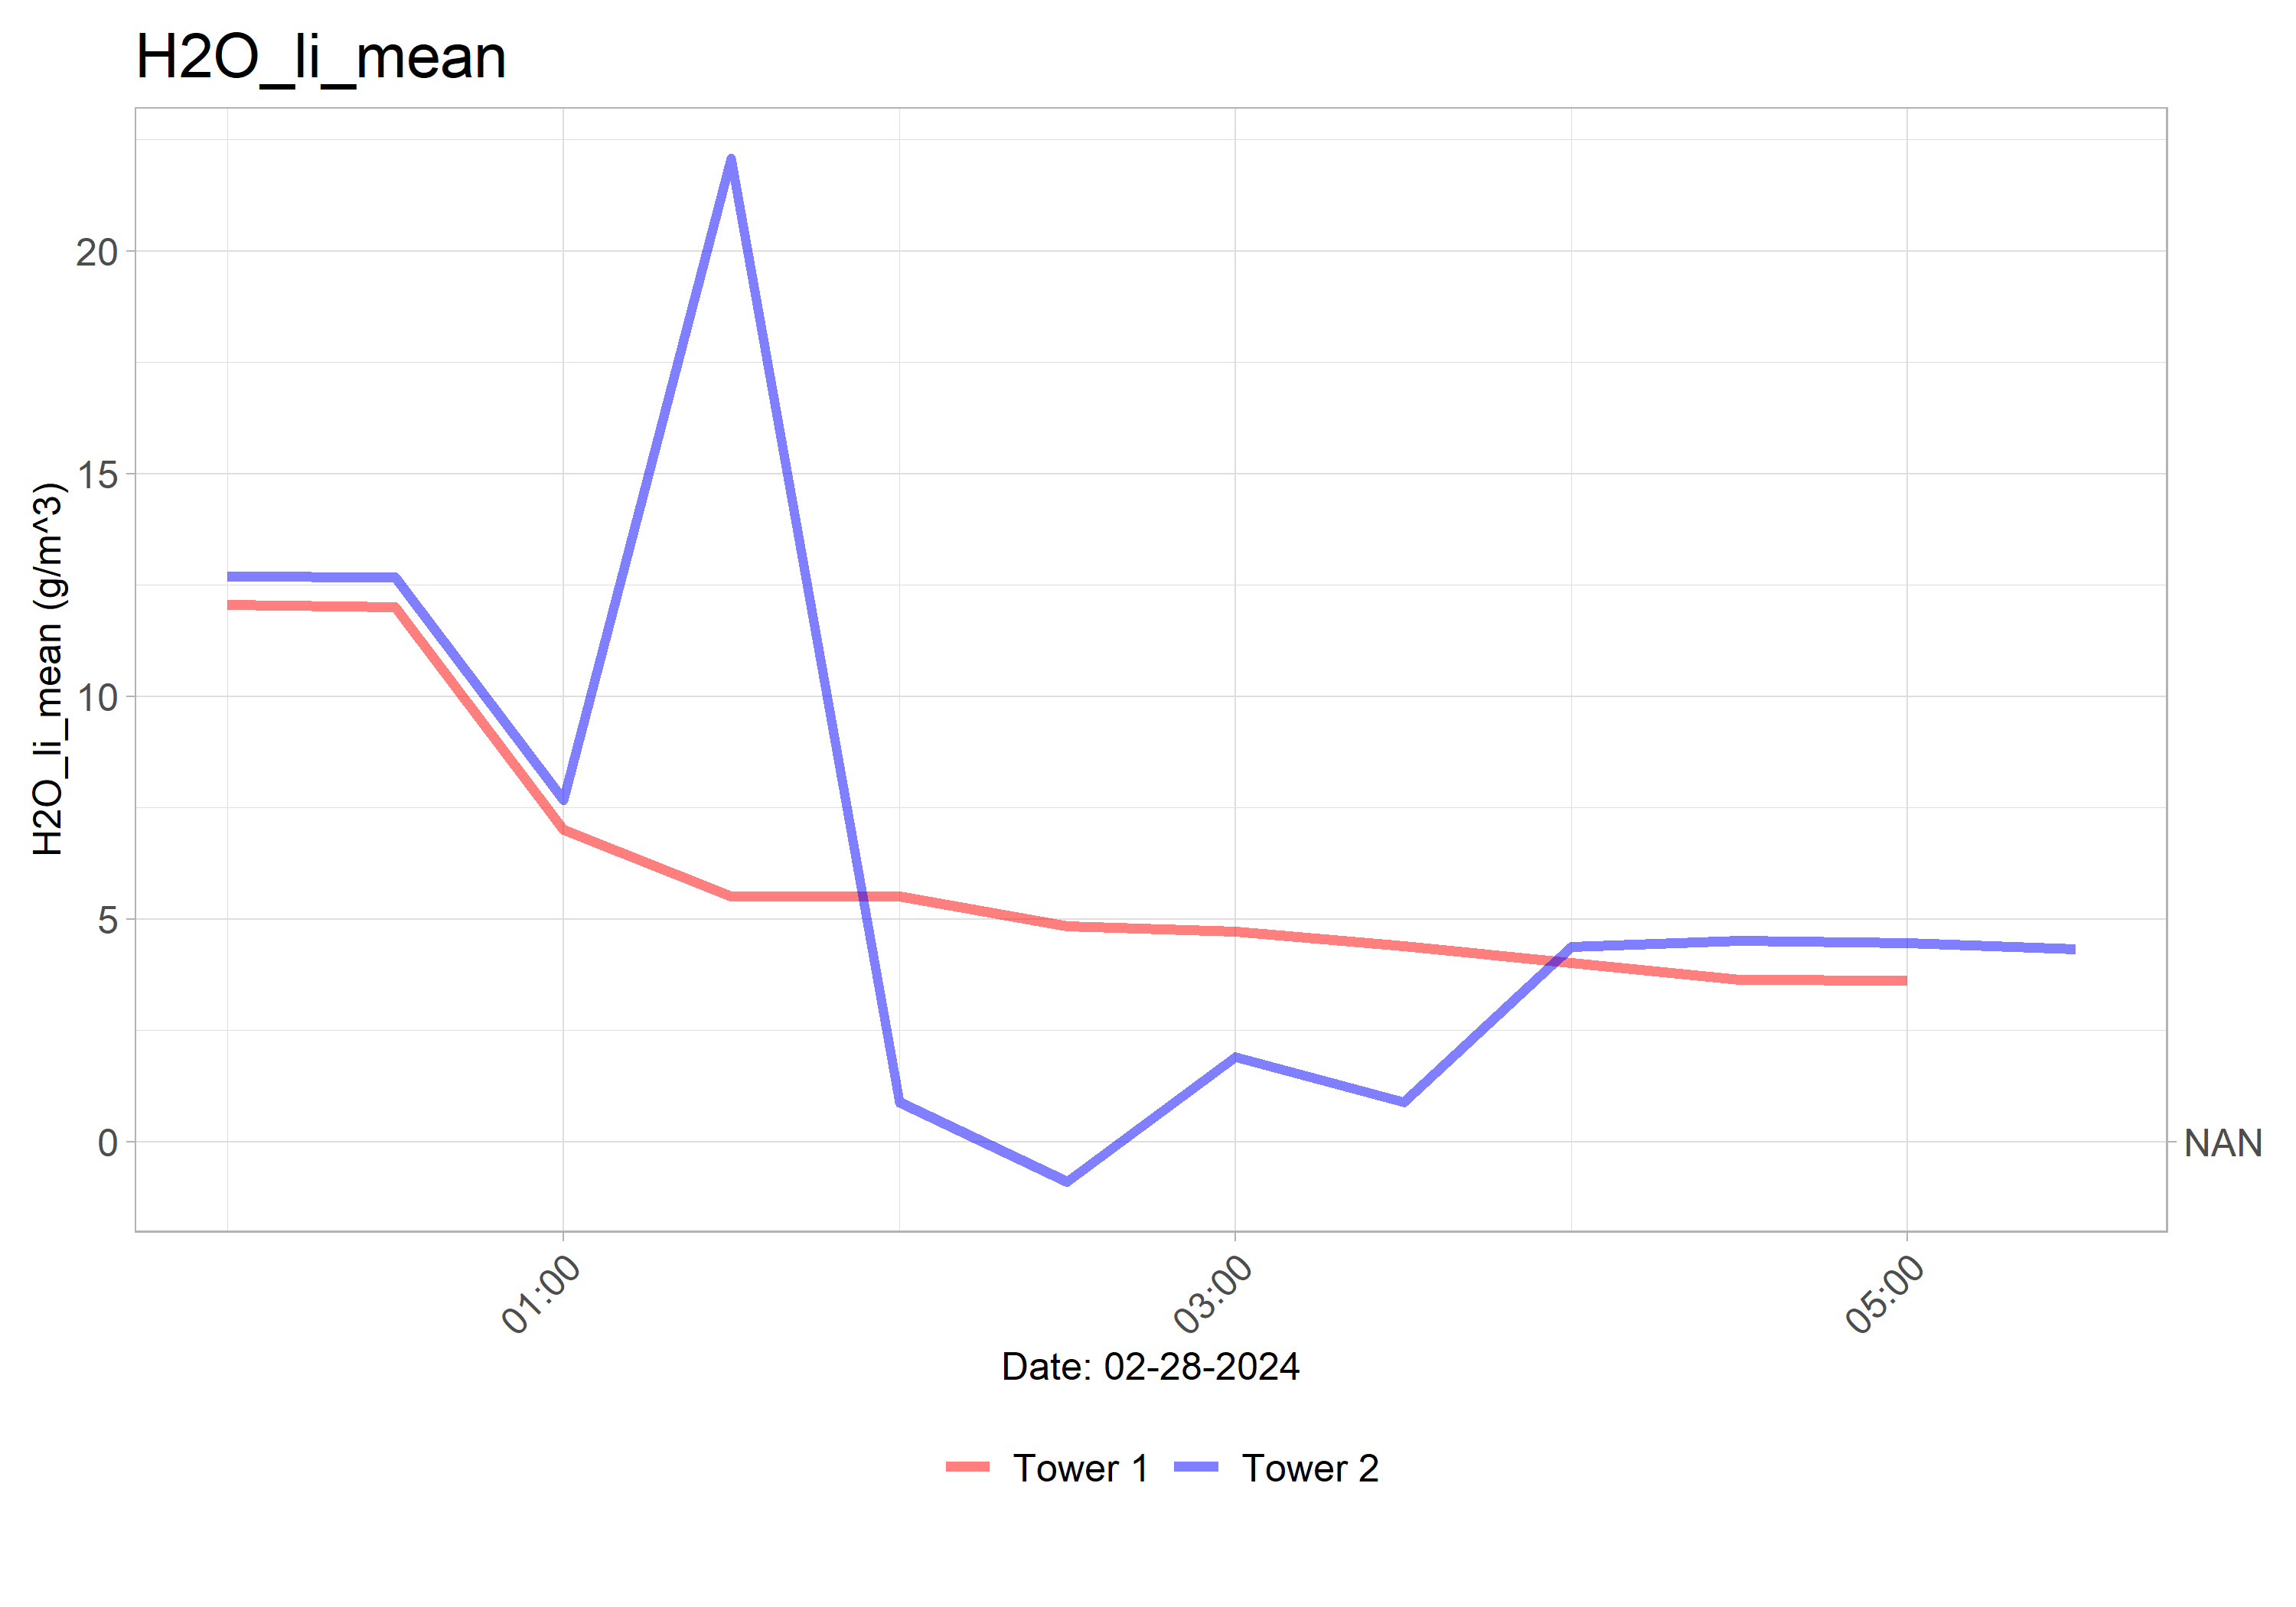 H2O_li_mean
H2O_li_mean (g/m^3)
20
15
10
5
0
NAN
01:00
03:00
05:00
Date: 02-28-2024
Tower 1
Tower 2